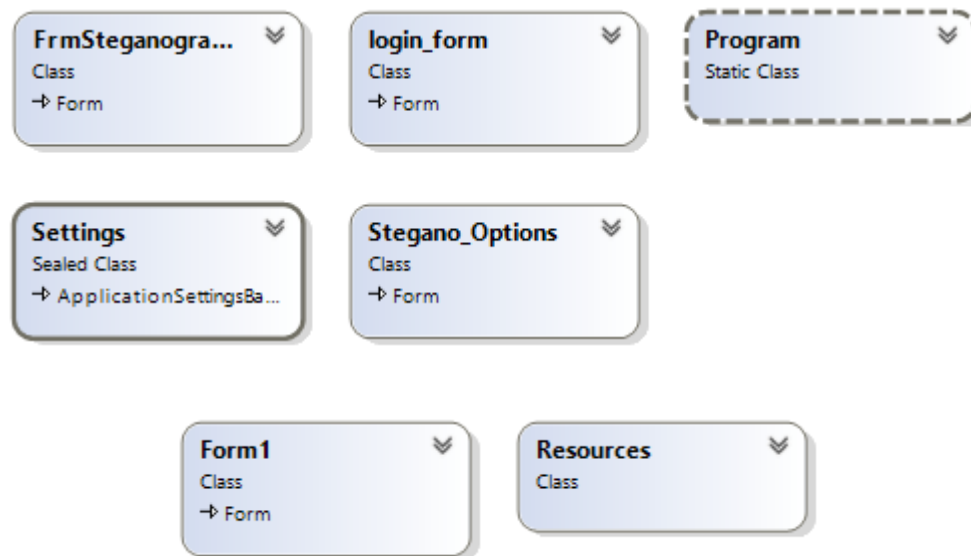 FrmSteganogra...
Class
Form
login_form
Class
Form
Program
Static Class
Settings
Sealed Class
ApplicationSettingsBa...
Stegano_Options
Class
Form
Form1
Class
Form
Resources
Class